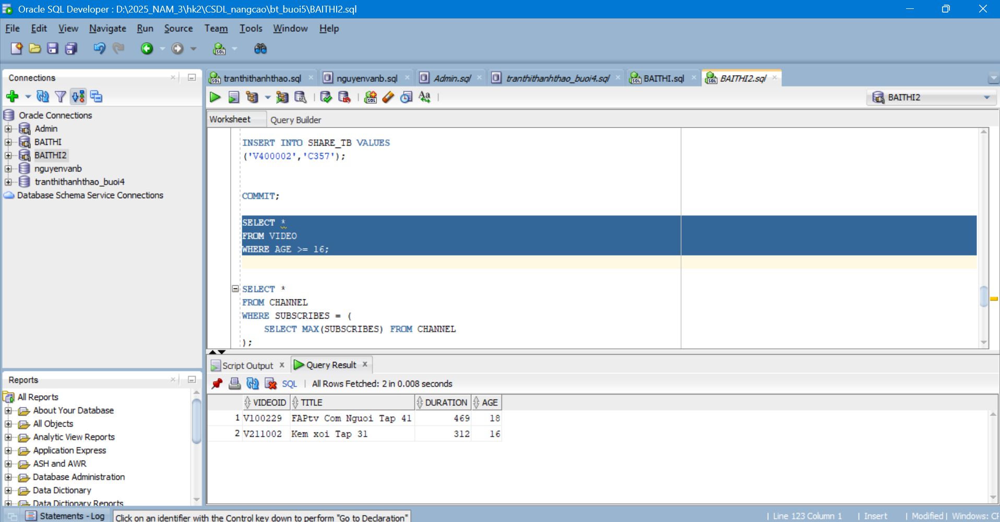 Oracle SQL Developer : D:\2025_NAM_3\hk2\CSDL_nangcao\bt_buoi5\BAITHI2.sql
File Edit View Navigate Run Source Team Tools Window Help
Connections
Oracle Connections
Admin
BAITHI
BAITHI2
nguyenvanb
tranthithanhthao_buoi4
Database Schema Service Connections
Reports
All Reports
About Your Database
All Objects
Analytic View Reports
Application Express
ASH and AWR
Database Administration
Data Dictionary
Data Dictionary Reports
tranthithanhthao.sql nguyenvanb.sql Admin.sql tranthithanhthao_buoi4.sql BAITHI.sql BAITHI2.sql
BAITHI2
Worksheet Query Builder
INSERT INTO SHARE_TB VALUES
('V400002','C357');
COMMIT;
SELECT *
FROM VIDEO
WHERE AGE >= 16;
SELECT *
FROM CHANNEL
WHERE SUBSCRIBES = (
SELECT MAX(SUBSCRIBES) FROM CHANNEL
);
Script Output x Query Result x
SQL | All Rows Fetched: 2 in 0.008 seconds
VIDEOID TITLE DURATION AGE
1 V100229 FAPtv Com Nguoi Tap 41 469 18
2 V211002 Kem xoi Tap 31 312 16
Statements - Log Click on an identifier with the Control key down to perform "Go to Declaration"
| Line 123 Column 1 | Insert | Modified | Windows: CF